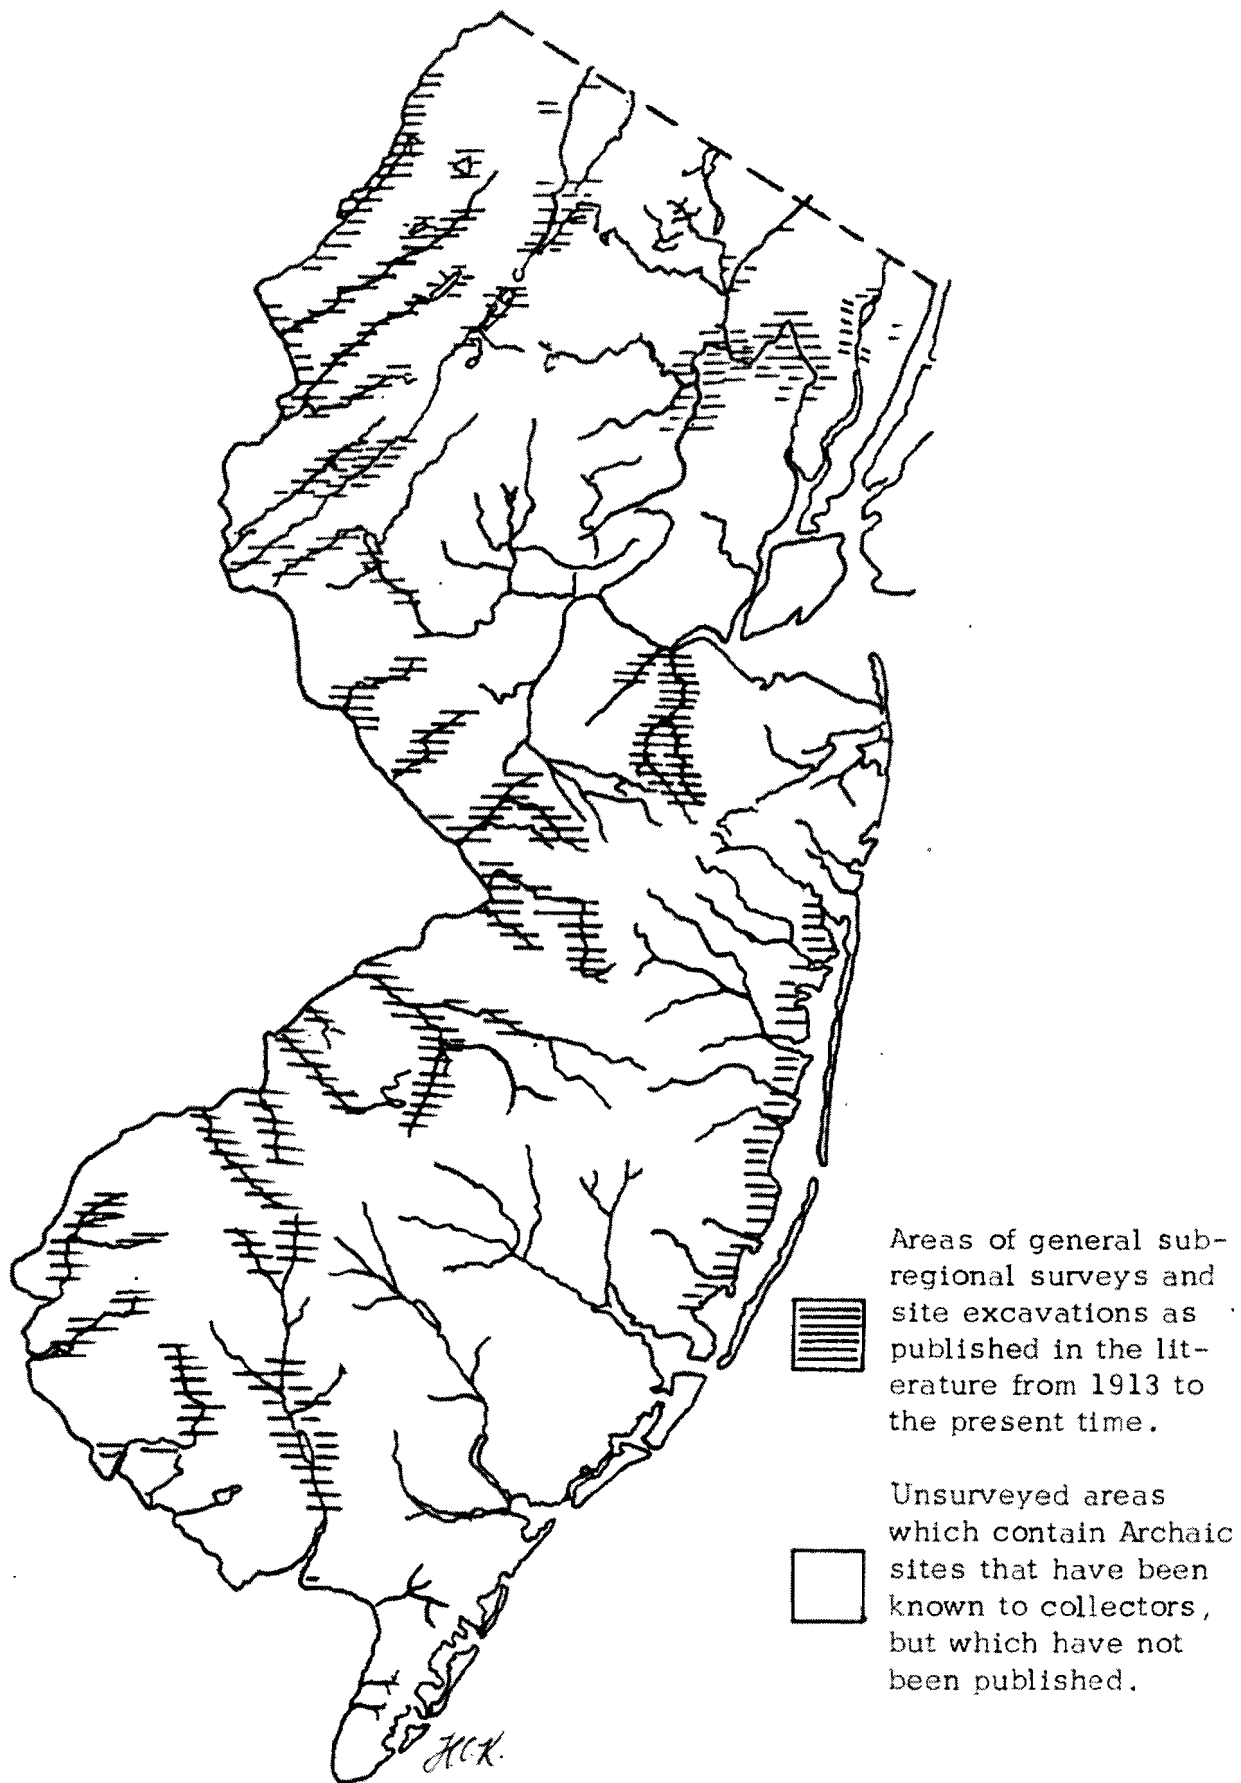 Areas of general sub-
regional surveys and
site excavations as
published in the lit-
erature from 1913 to
the present time.
Unsurveyed areas
which contain Archaic
sites that have been
known to collectors,
but which have not
been published.
H.C.K.